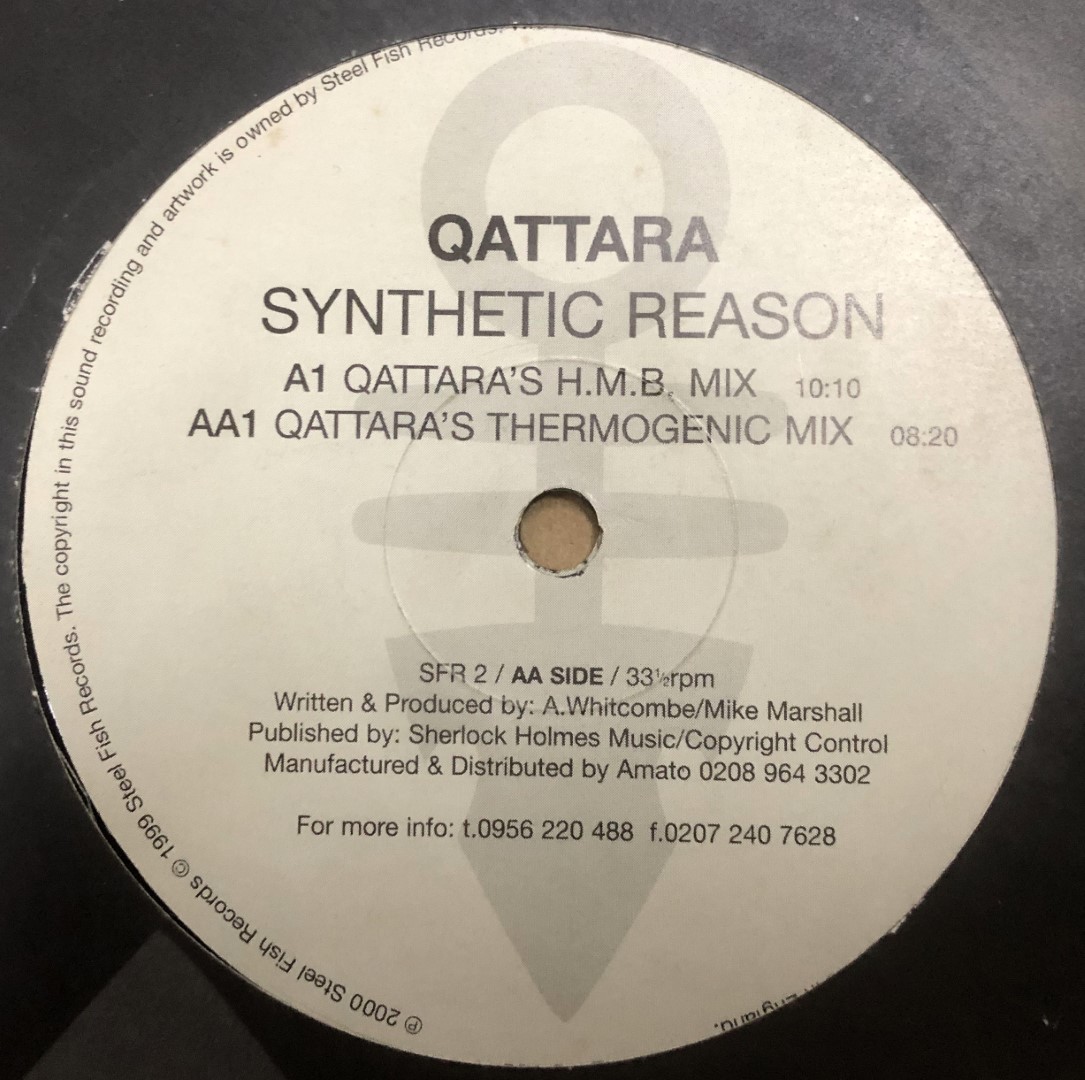 QATTARA
SYNTHETIC REASON
A1 QATTARA'S H.M.B. MIX 10:10
AA1 QATTARA'S THERMOGENIC MIX 08:20
SFR 2 / AA SIDE / 33½rpm
Written & Produced by: A.Whitcombe/Mike Marshall
Published by: Sherlock Holmes Music/Copyright Control
Manufactured & Distributed by Amato 0208 964 3302
For more info: t.0956 220 488 f.0207 240 7628
℗ 2000 Steel Fish Records © 1999 Steel Fish Records. The copyright in this sound recording and artwork is owned by Steel Fish Records.
England.